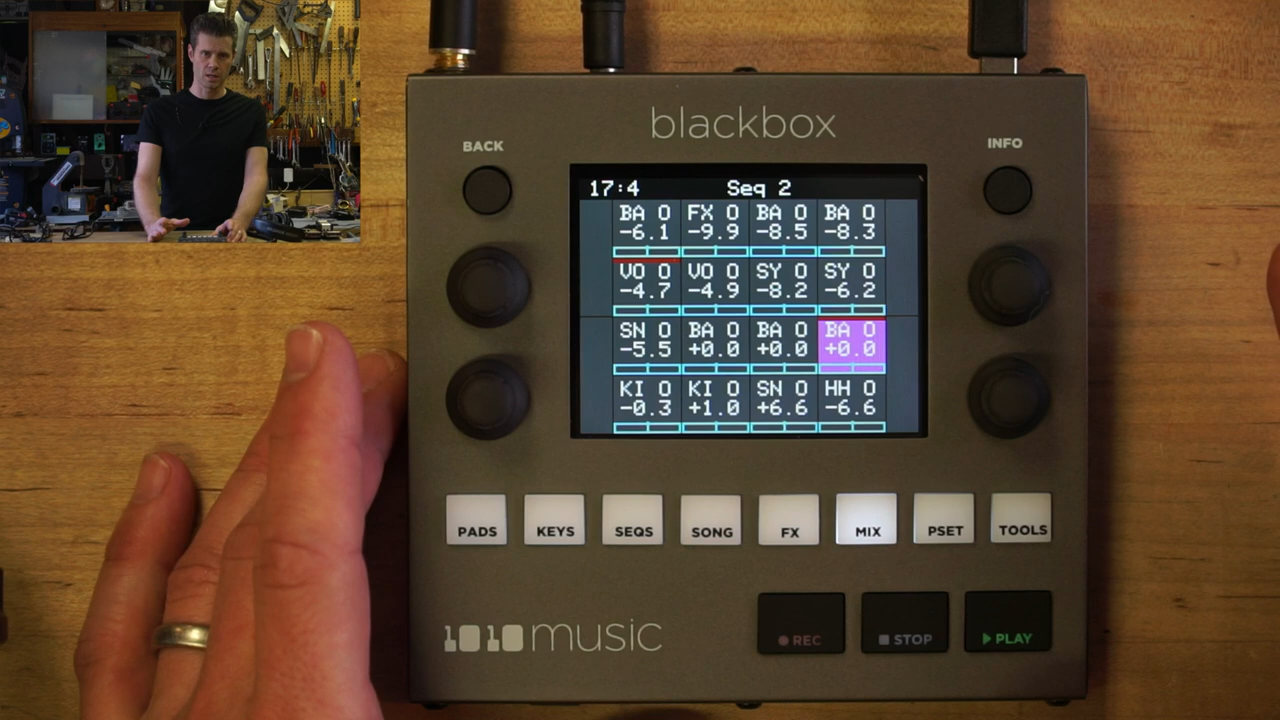 blackbox
BACK
INFO
17:4 Seq 2
BA 0 FX 0 BA 0 BA 0
-6.1 -9.9 -8.5 -8.3
VO 0 VO 0 SY 0 SY 0
-4.7 -4.9 -8.2 -6.2
SN 0 BA 0 BA 0 BA 0
-5.5 +0.0 +0.0 +0.0
KI 0 KI 0 SN 0 HH 0
-0.3 +1.0 +6.6 -6.6
PADS KEYS SEQS SONG FX MIX PSET TOOLS
REC STOP PLAY
1010music